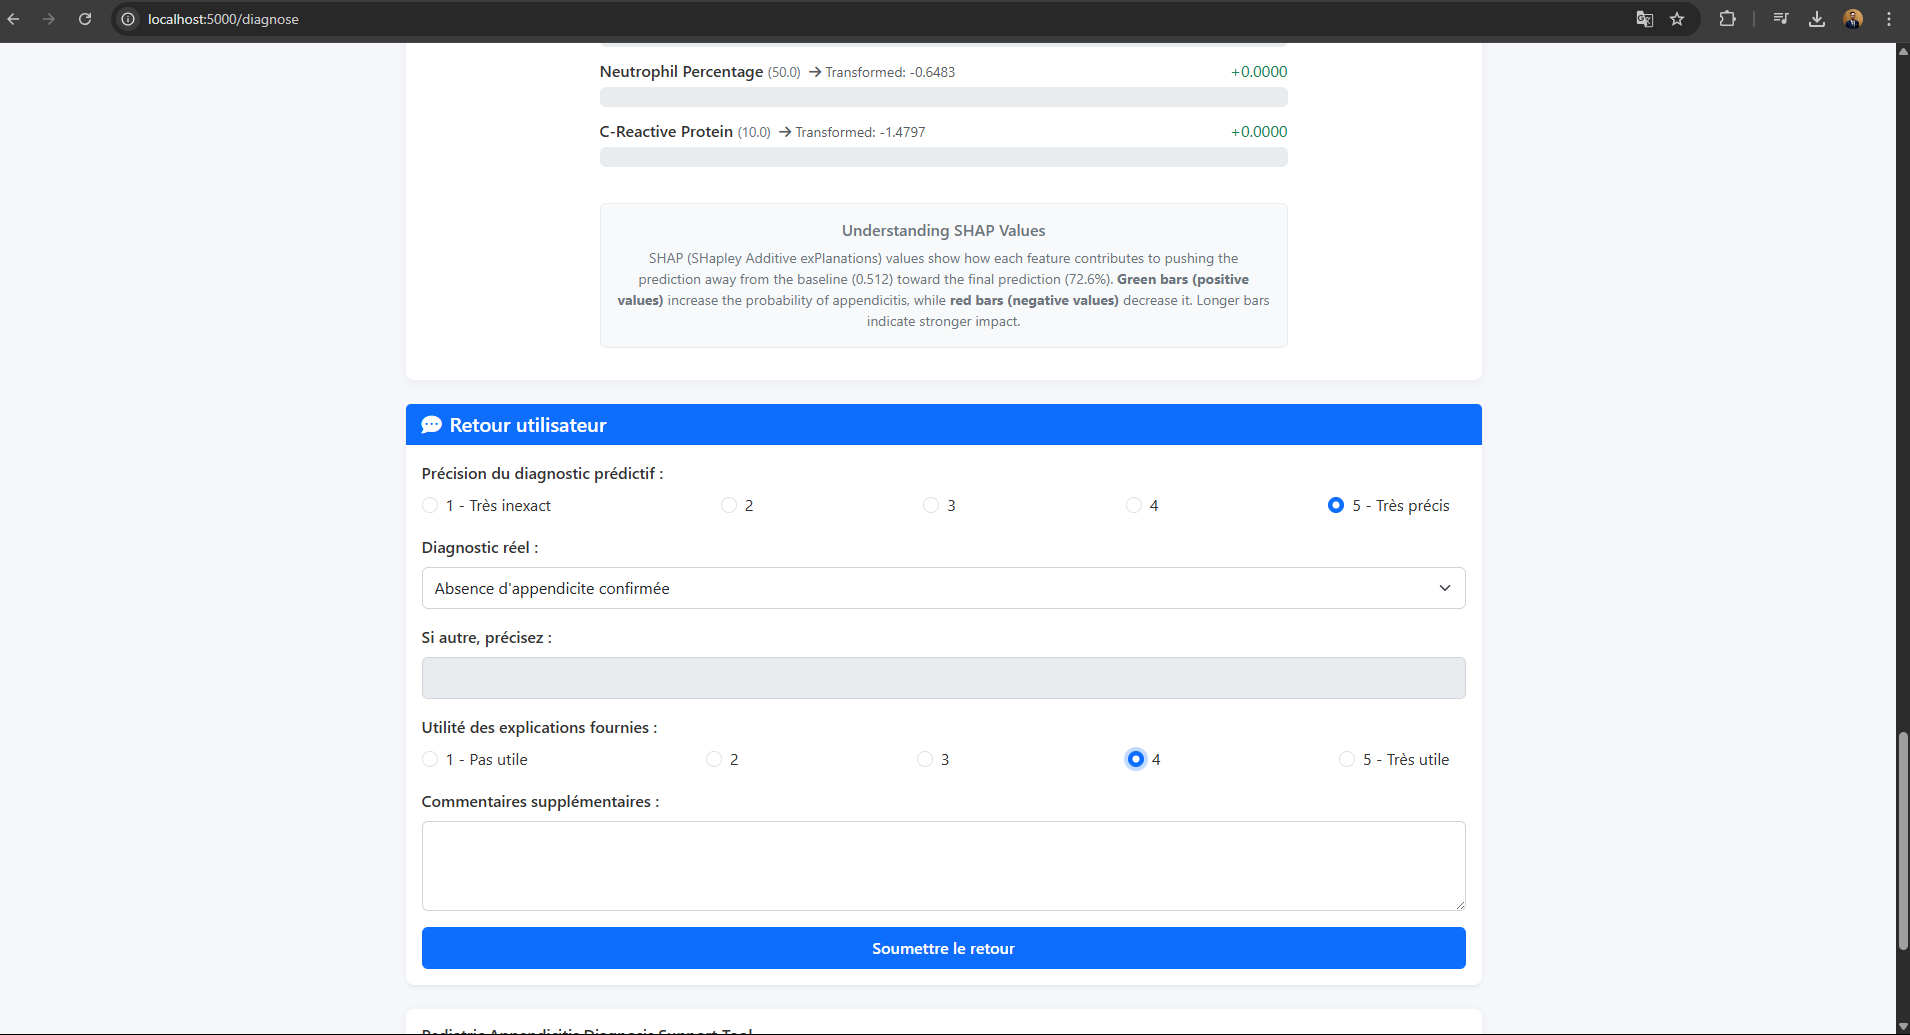 localhost:5000/diagnose
Neutrophil Percentage (50.0) → Transformed: -0.6483 +0.0000
C-Reactive Protein (10.0) → Transformed: -1.4797 +0.0000
Understanding SHAP Values
SHAP (SHapley Additive exPlanations) values show how each feature contributes to pushing the
prediction away from the baseline (0.512) toward the final prediction (72.6%). Green bars (positive
values) increase the probability of appendicitis, while red bars (negative values) decrease it. Longer bars
indicate stronger impact.
Retour utilisateur
Précision du diagnostic prédictif :
1 - Très inexact 2 3 4 5 - Très précis
Diagnostic réel :
Absence d'appendicite confirmée
Si autre, précisez :
Utilité des explications fournies :
1 - Pas utile 2 3 4 5 - Très utile
Commentaires supplémentaires :
Soumettre le retour
Pediatric Appendicitis Diagnosis Support Tool